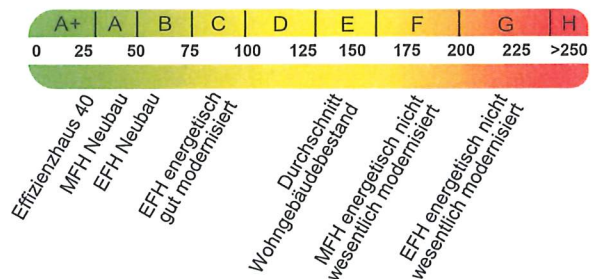 A+ A B C D E F G H
0 25 50 75 100 125 150 175 200 225 >250
Effizienzhaus 40
MFH Neubau
EFH Neubau
EFH energetisch
gut modernisiert
Durchschnitt
Wohngebäudebestand
MFH energetisch nicht
wesentlich modernisiert
EFH energetisch nicht
wesentlich modernisiert